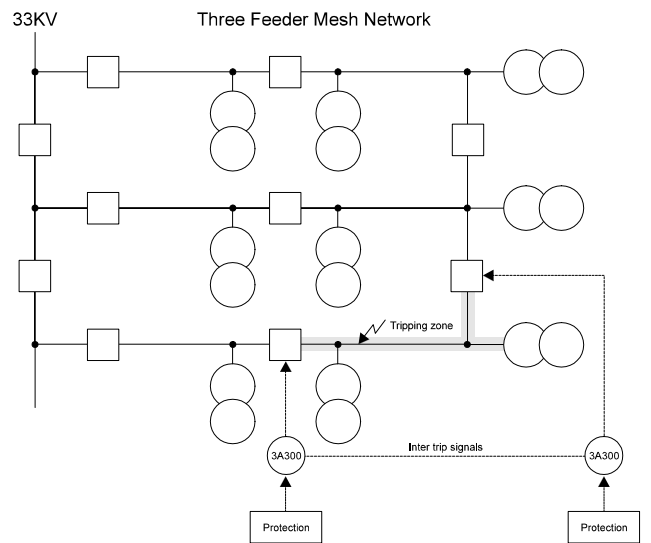 33KV
Three Feeder Mesh Network
Tripping zone
Inter trip signals
3A300
3A300
Protection
Protection